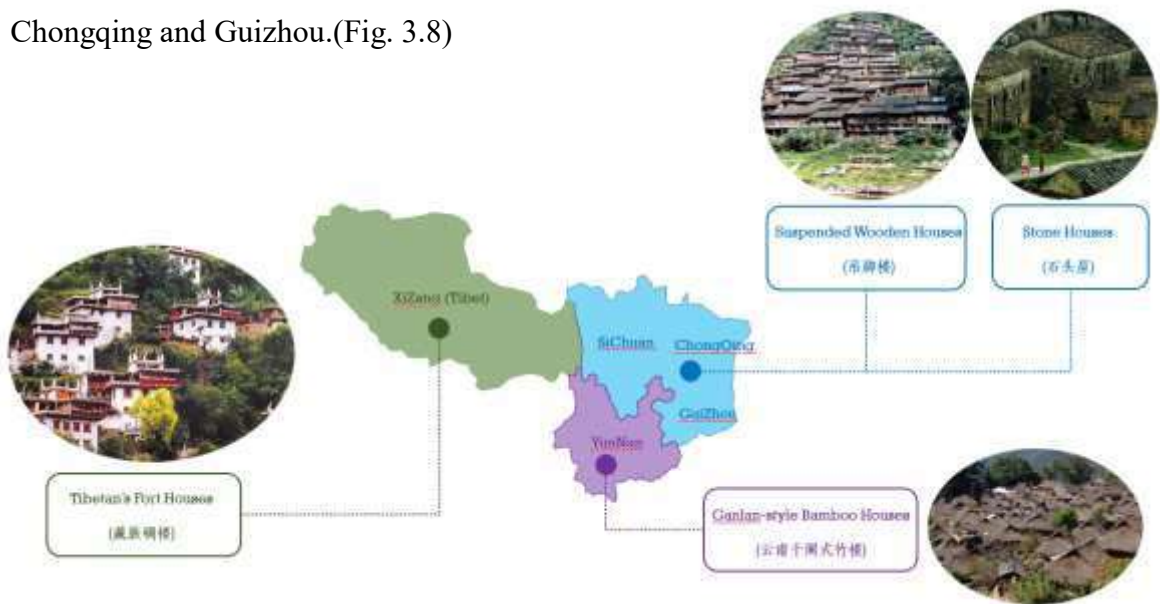 Chongqing and Guizhou.(Fig. 3.8)
Suspended Wooden Houses
(吊脚楼)
Stone Houses
(石头屋)
XiZang (Tibet)
SiChuan
ChongQing
GuiZhou
YunNan
Tibetan's Fort Houses
(藏族碉楼)
Ganlan-style Bamboo Houses
(云南干阑式竹楼)